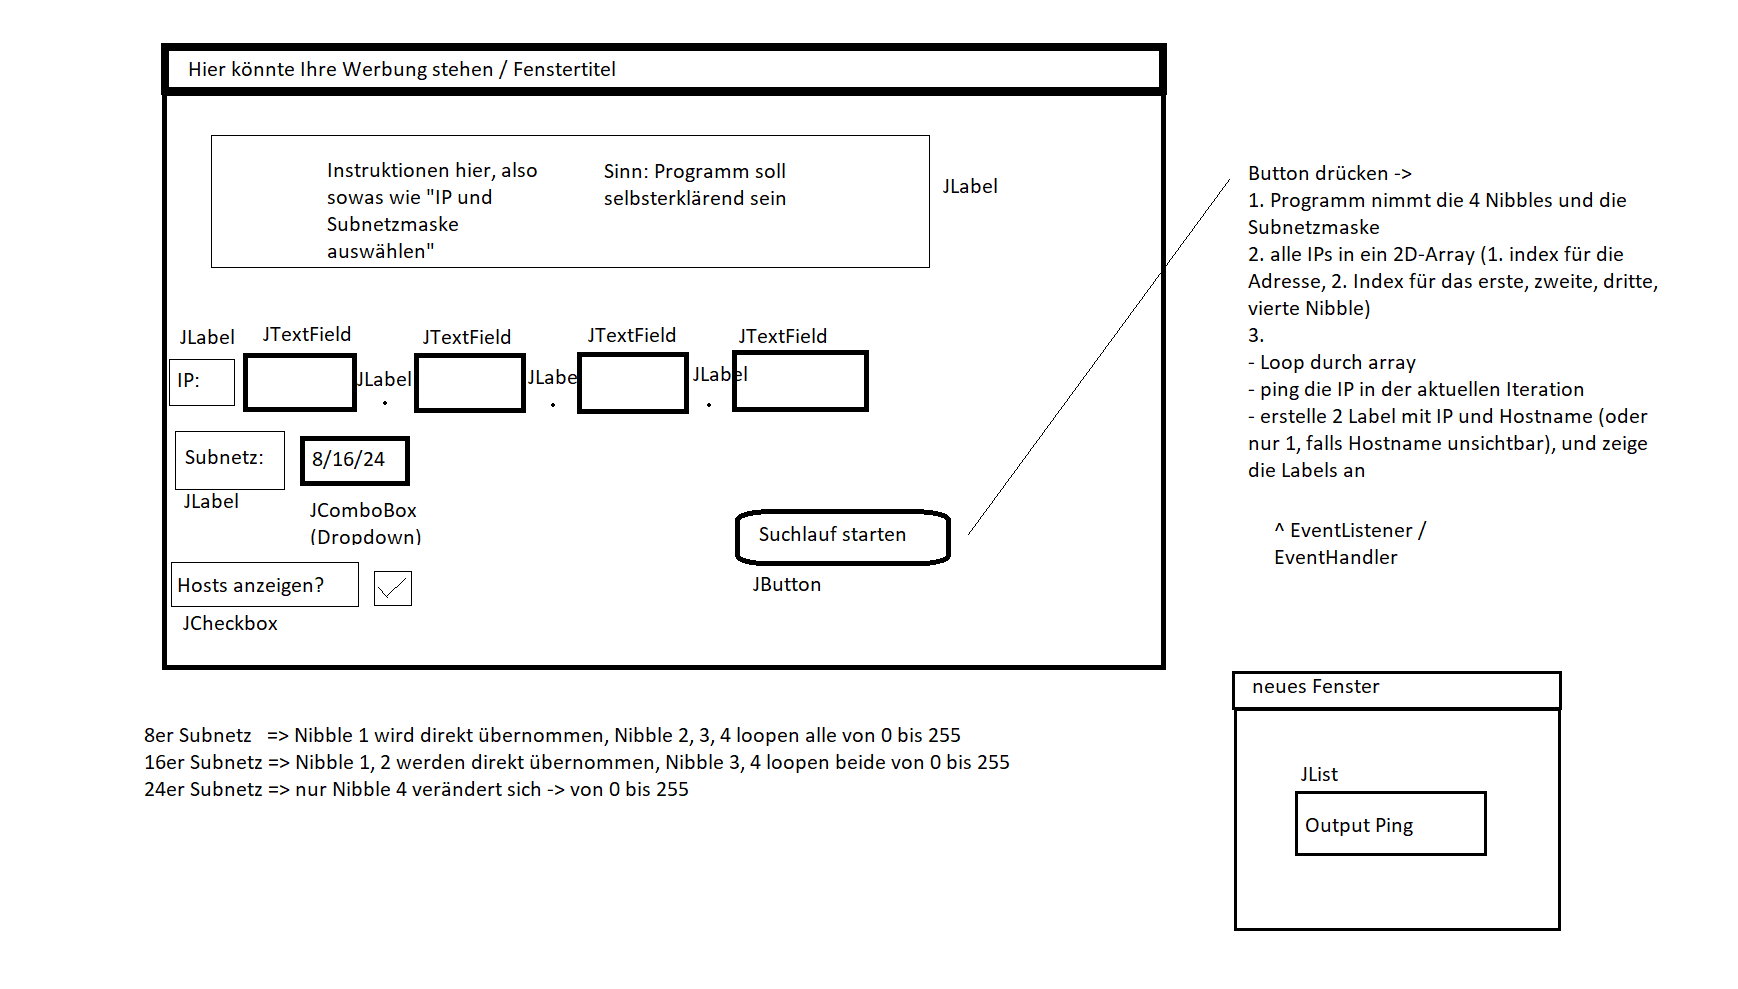 Hier könnte Ihre Werbung stehen / Fenstertitel
Instruktionen hier, also
sowas wie "IP und
Subnetzmaske
auswählen"
Sinn: Programm soll
selbsterklärend sein
JLabel
JLabel
JTextField
JTextField
JTextField
JTextField
IP:
JLabel
.
JLabe
.
JLabel
.
Subnetz:
8/16/24
JLabel
JComboBox
(Dropdown)
Suchlauf starten
JButton
Hosts anzeigen?
JCheckbox
Button drücken ->
1. Programm nimmt die 4 Nibbles und die
Subnetzmaske
2. alle IPs in ein 2D-Array (1. index für die
Adresse, 2. Index für das erste, zweite, dritte,
vierte Nibble)
3.
- Loop durch array
- ping die IP in der aktuellen Iteration
- erstelle 2 Label mit IP und Hostname (oder
nur 1, falls Hostname unsichtbar), und zeige
die Labels an
^ EventListener /
EventHandler
8er Subnetz => Nibble 1 wird direkt übernommen, Nibble 2, 3, 4 loopen alle von 0 bis 255
16er Subnetz => Nibble 1, 2 werden direkt übernommen, Nibble 3, 4 loopen beide von 0 bis 255
24er Subnetz => nur Nibble 4 verändert sich -> von 0 bis 255
neues Fenster
JList
Output Ping